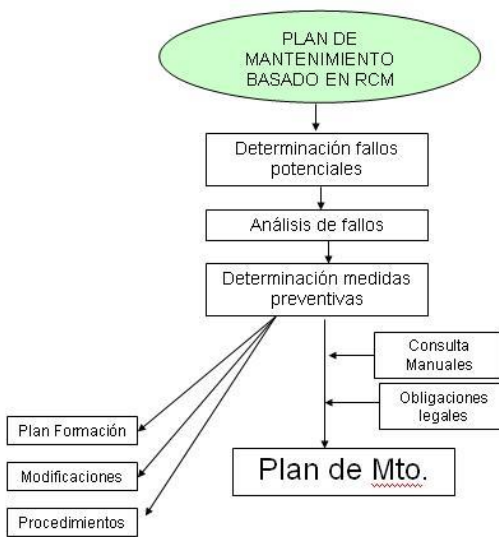 PLAN DE
MANTENIMIENTO
BASADO EN RCM
Determinación fallos
potenciales
Análisis de fallos
Determinación medidas
preventivas
Consulta
Manuales
Obligaciones
legales
Plan Formación
Modificaciones
Procedimientos
Plan de Mto.